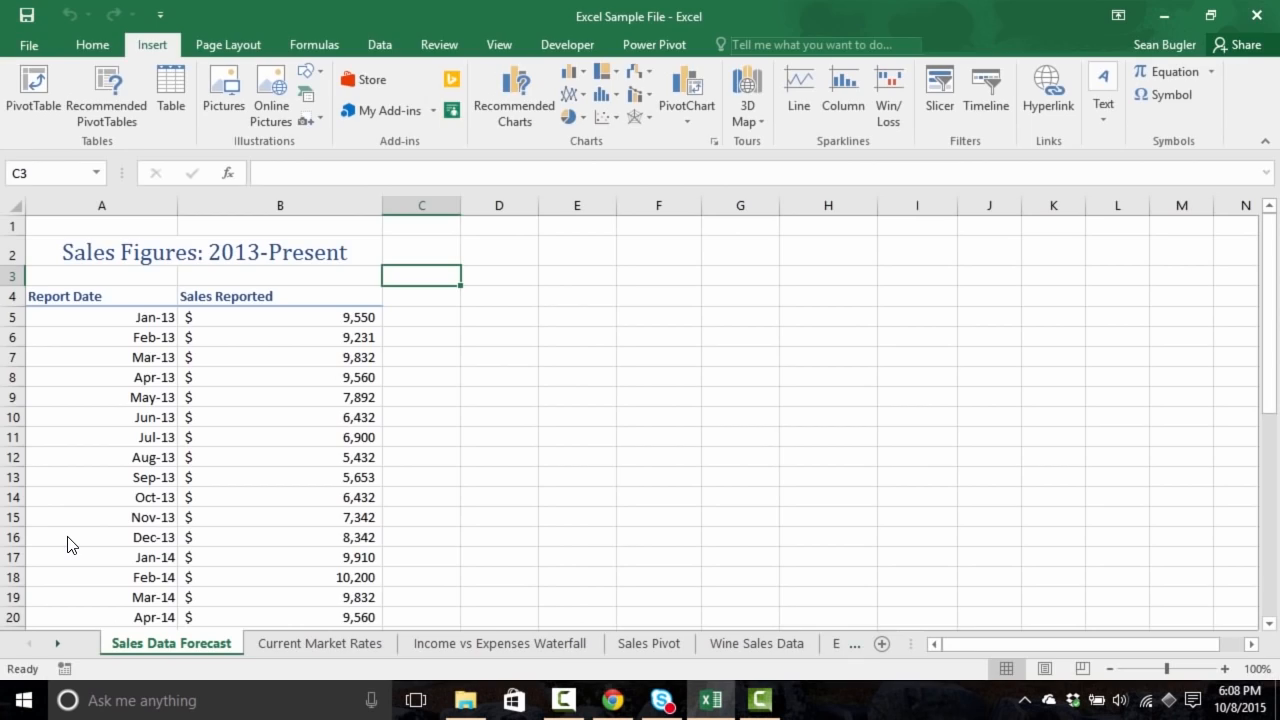 Excel Sample File - Excel
File Home Insert Page Layout Formulas Data Review View Developer Power Pivot Tell me what you want to do... Sean Bugler Share
PivotTable Recommended PivotTables Table
Tables
Pictures Online Pictures
Illustrations
Store
My Add-ins
Add-ins
Recommended Charts
PivotChart
Charts
3D Map
Tours
Line Column Win/Loss
Sparklines
Slicer Timeline
Filters
Hyperlink
Links
A
Text
π Equation
Ω Symbol
Symbols
C3 fx
A B C D E F G H I J K L M N
1
2 Sales Figures: 2013-Present
3
4 Report Date Sales Reported
5 Jan-13 $ 9,550
6 Feb-13 $ 9,231
7 Mar-13 $ 9,832
8 Apr-13 $ 9,560
9 May-13 $ 7,892
10 Jun-13 $ 6,432
11 Jul-13 $ 6,900
12 Aug-13 $ 5,432
13 Sep-13 $ 5,653
14 Oct-13 $ 6,432
15 Nov-13 $ 7,342
16 Dec-13 $ 8,342
17 Jan-14 $ 9,910
18 Feb-14 $ 10,200
19 Mar-14 $ 9,832
20 Apr-14 $ 9,560
Sales Data Forecast Current Market Rates Income vs Expenses Waterfall Sales Pivot Wine Sales Data E ...
Ready 100%
Ask me anything 6:08 PM
10/8/2015